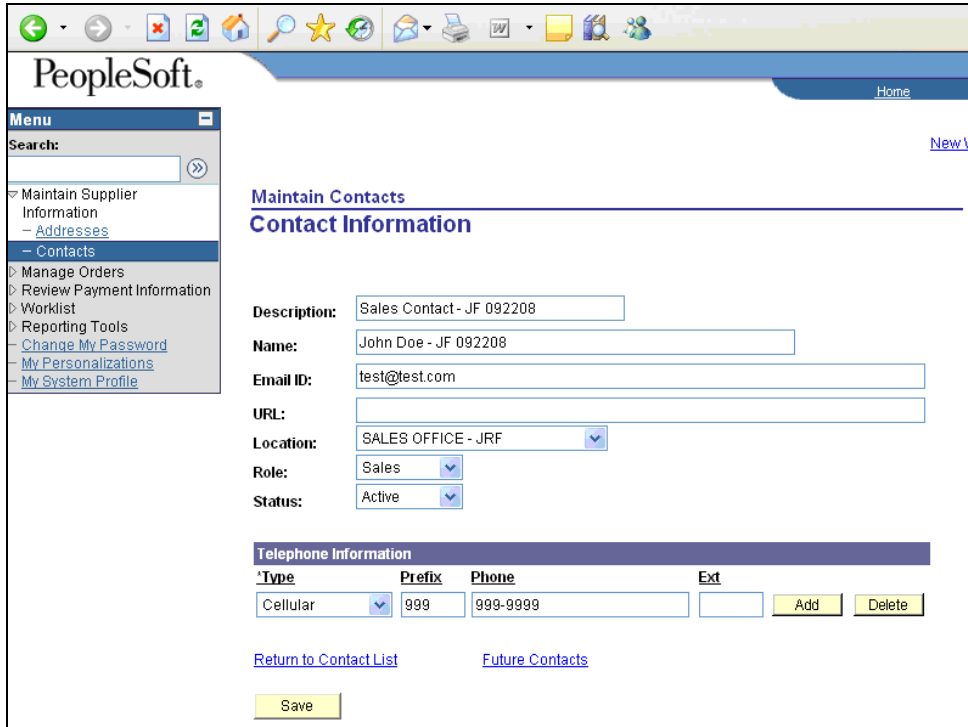 PeopleSoft®
Home
Menu
Search:
New
Maintain Supplier
Information
– Addresses
– Contacts
Manage Orders
Review Payment Information
Worklist
Reporting Tools
– Change My Password
– My Personalizations
– My System Profile
Maintain Contacts
Contact Information
Description: Sales Contact - JF 092208
Name: John Doe - JF 092208
Email ID: test@test.com
URL:
Location: SALES OFFICE - JRF
Role: Sales
Status: Active
Telephone Information
*Type Prefix Phone Ext
Cellular 999 999-9999 Add Delete
Return to Contact List Future Contacts
Save